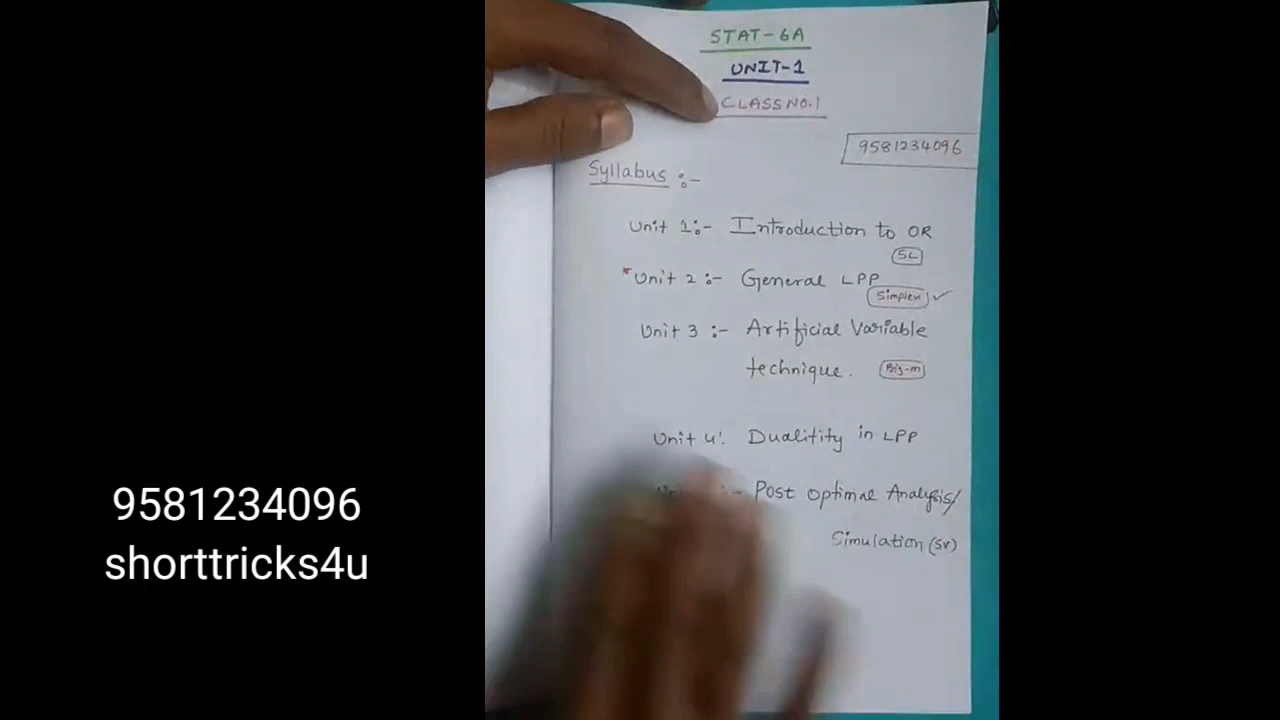 STAT-6A
UNIT-1
CLASS NO.1
9581234096
Syllabus :-
Unit 1:- Introduction to OR
SL
*Unit 2 :- General LPP
Simplex ✓
Unit 3 :- Artificial Variable
technique. Big-m
Unit 4: Dualitity in LPP
:- Post Optimal Analysis/
Simulation (SV)
9581234096
shorttricks4u